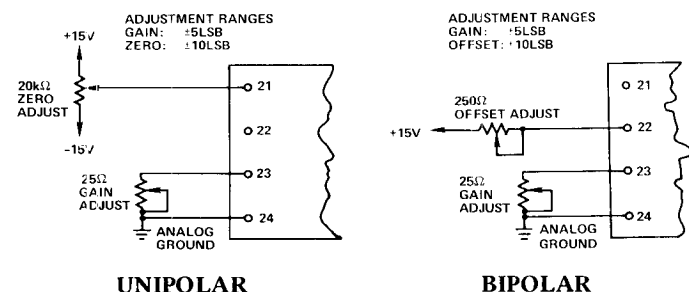 ADJUSTMENT RANGES
GAIN: ±5LSB
ZERO: ±10LSB
+15V
20kΩ
ZERO
ADJUST
-15V
21
22
23
24
25Ω
GAIN
ADJUST
ANALOG
GROUND
UNIPOLAR
ADJUSTMENT RANGES
GAIN: ±5LSB
OFFSET: ±10LSB
250Ω
OFFSET ADJUST
+15V
21
22
23
24
25Ω
GAIN
ADJUST
ANALOG
GROUND
BIPOLAR